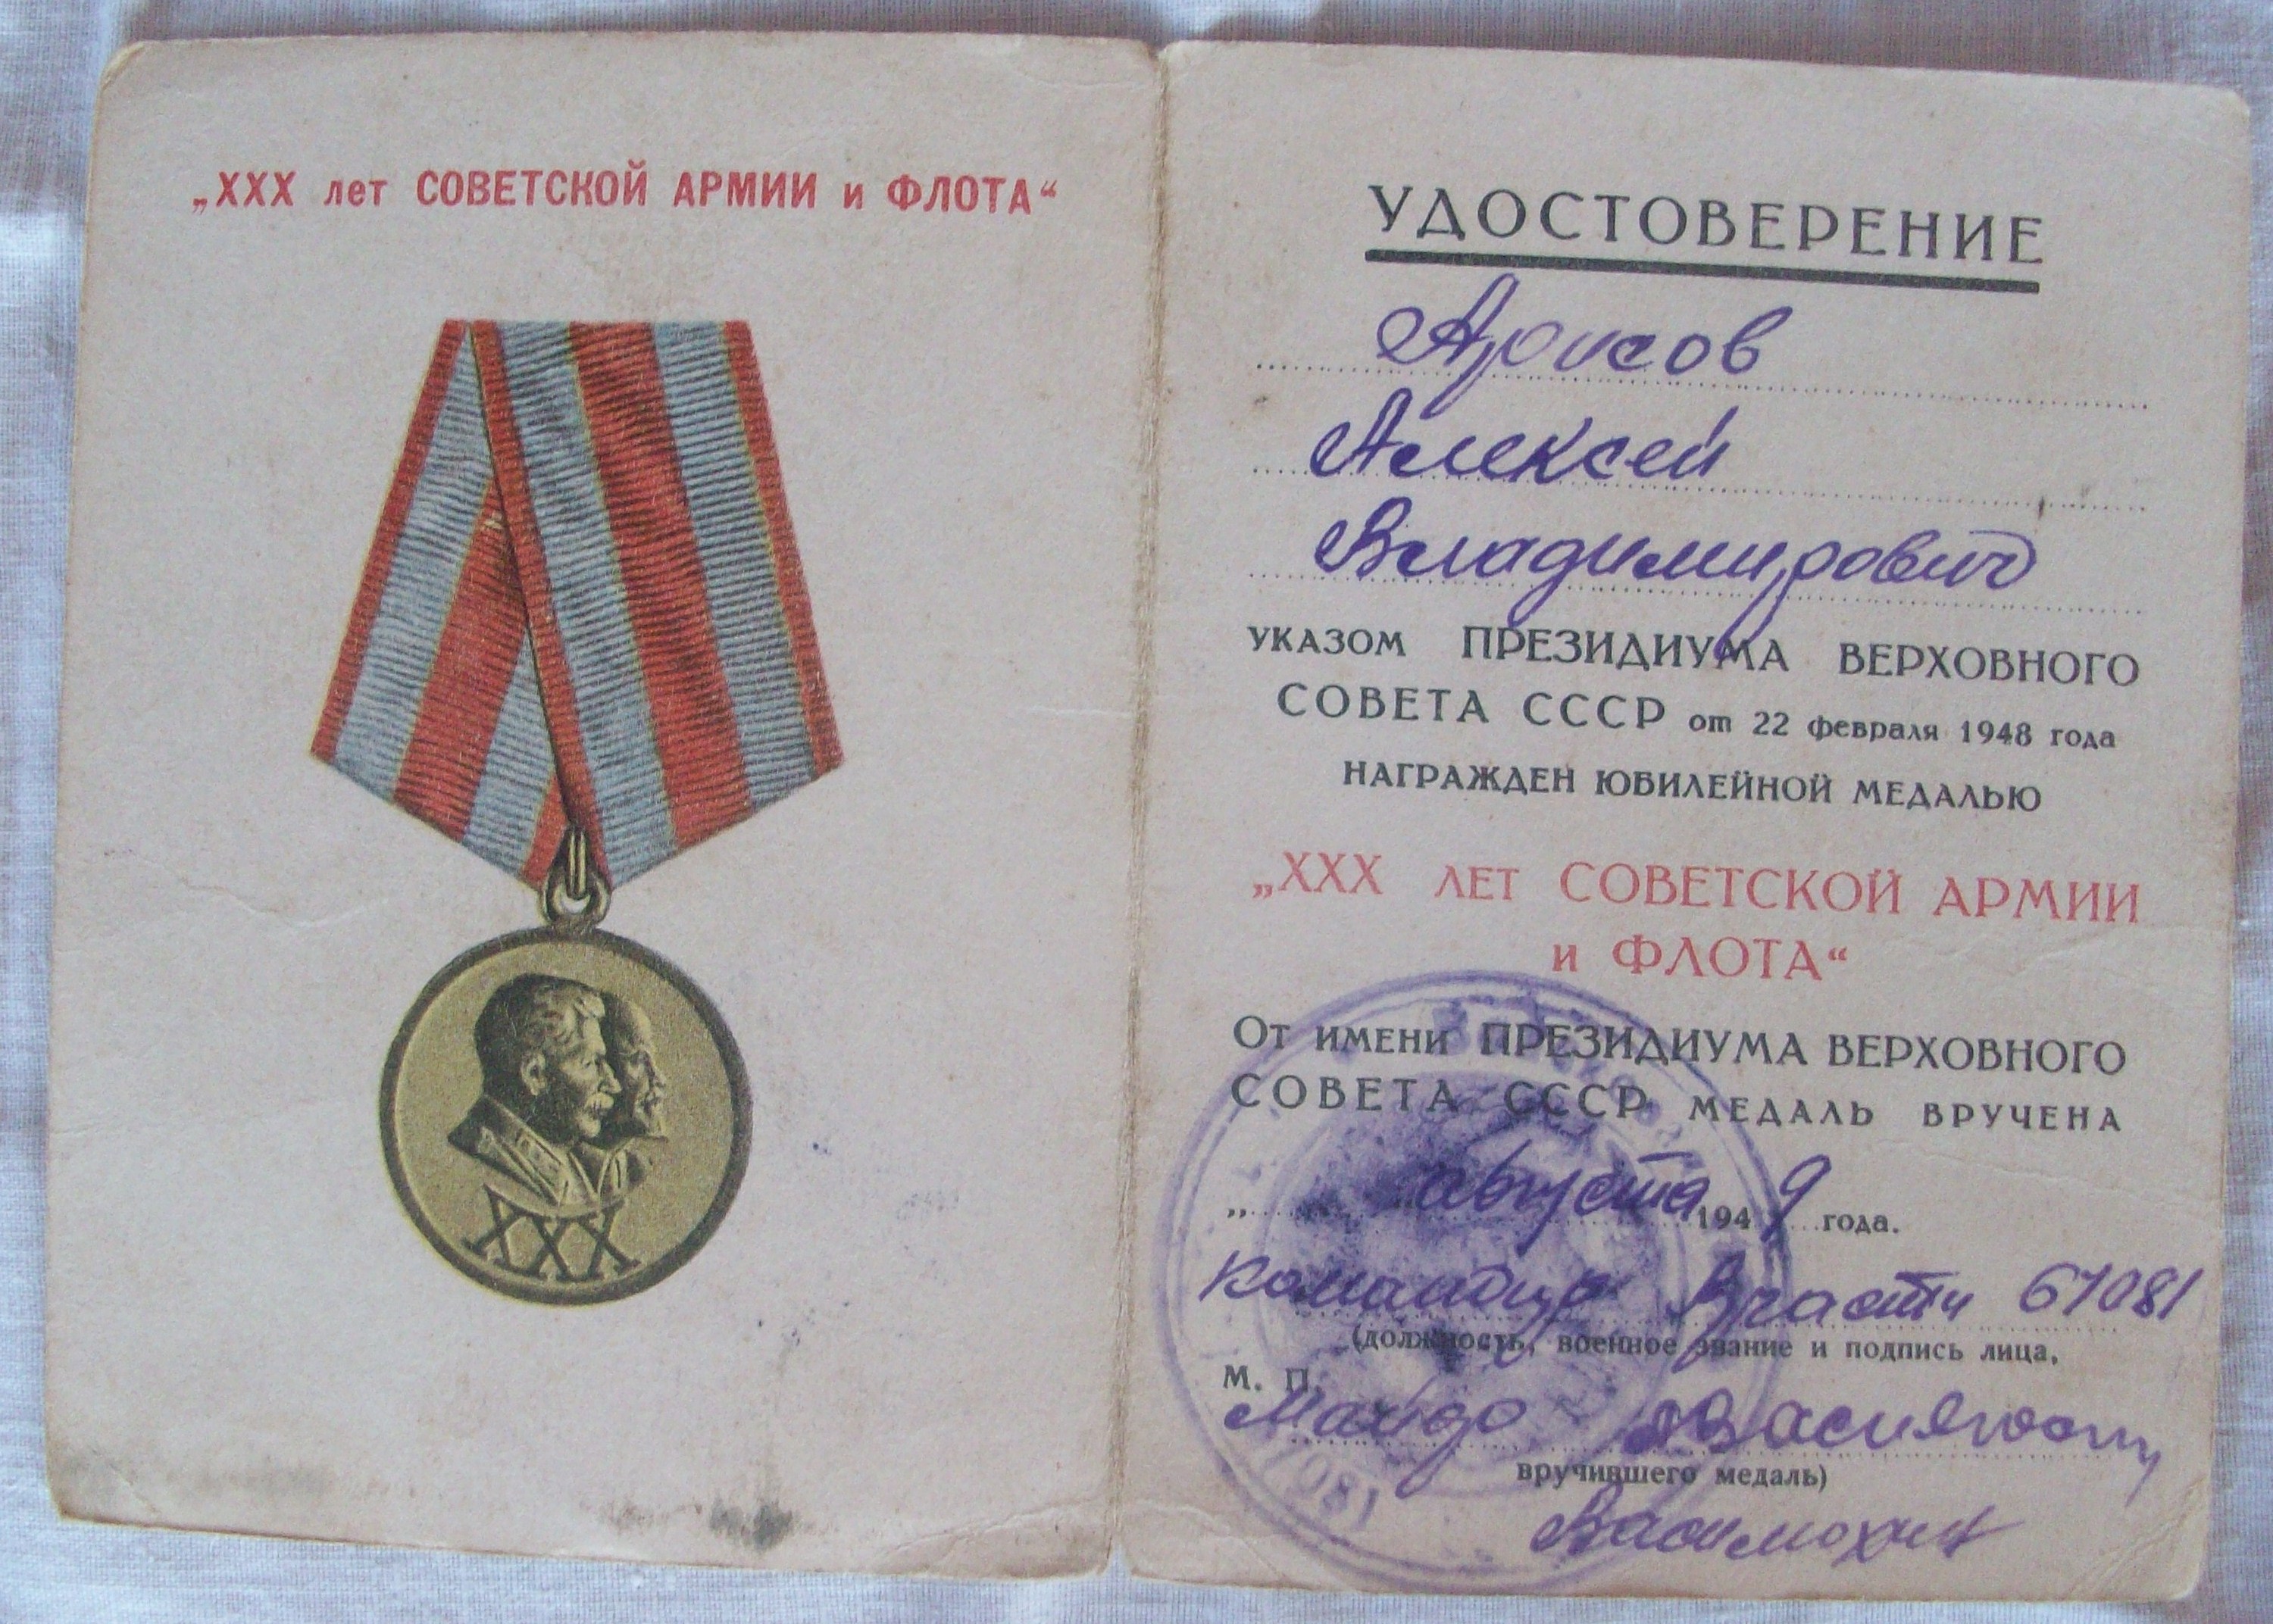 „XXX лет СОВЕТСКОЙ АРМИИ и ФЛОТА“
XXX
УДОСТОВЕРЕНИЕ
Арисов
Алексей
Владимирович
УКАЗОМ ПРЕЗИДИУМА ВЕРХОВНОГО
СОВЕТА СССР от 22 февраля 1948 года
НАГРАЖДЕН ЮБИЛЕЙНОЙ МЕДАЛЬЮ
„XXX ЛЕТ СОВЕТСКОЙ АРМИИ
и ФЛОТА“
От имени ПРЕЗИДИУМА ВЕРХОВНОГО
СОВЕТА СССР МЕДАЛЬ ВРУЧЕНА
„ августа 1949 года.
Командир В/части 67081
(должность, военное звание и подпись лица,
М. П.
Майор
вручившего медаль)